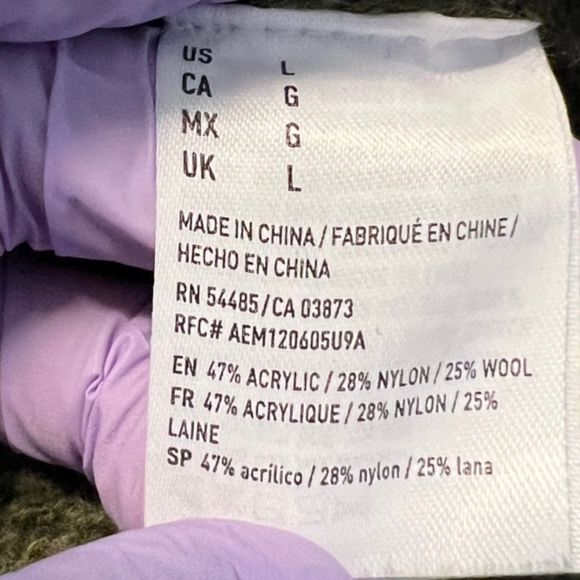 US L
CA G
MX G
UK L
MADE IN CHINA / FABRIQUÉ EN CHINE /
HECHO EN CHINA
RN 54485/CA 03873
RFC# AEM120605U9A
EN 47% ACRYLIC / 28% NYLON / 25% WOOL
FR 47% ACRYLIQUE / 28% NYLON / 25%
LAINE
SP 47% acrílico / 28% nylon / 25% lana